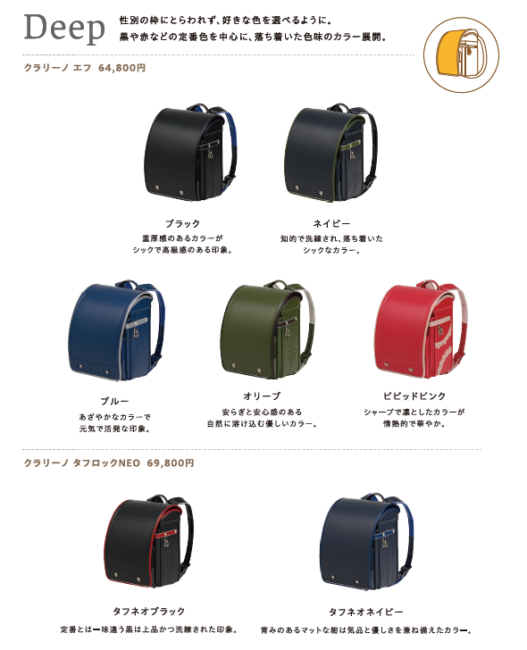 Deep
性別の枠にとらわれず、好きな色を選べるように。
黒や赤などの定番色を中心に、落ち着いた色味のカラー展開。
クラリーノ エフ 64,800円
ブラック
重厚感のあるカラーが
シックで高級感のある印象。
ネイビー
知的で洗練され、落ち着いた
シックなカラー。
ブルー
あざやかなカラーで
元気で活発な印象。
オリーブ
安らぎと安心感のある
自然に溶け込む優しいカラー。
ビビッドピンク
シャープで凛としたカラーが
情熱的で華やか。
クラリーノ タフロックNEO 69,800円
タフネオブラック
定番とは一味違う黒は上品かつ洗練された印象。
タフネオネイビー
青みのあるマットな紺は気品と優しさを兼ね備えたカラー。